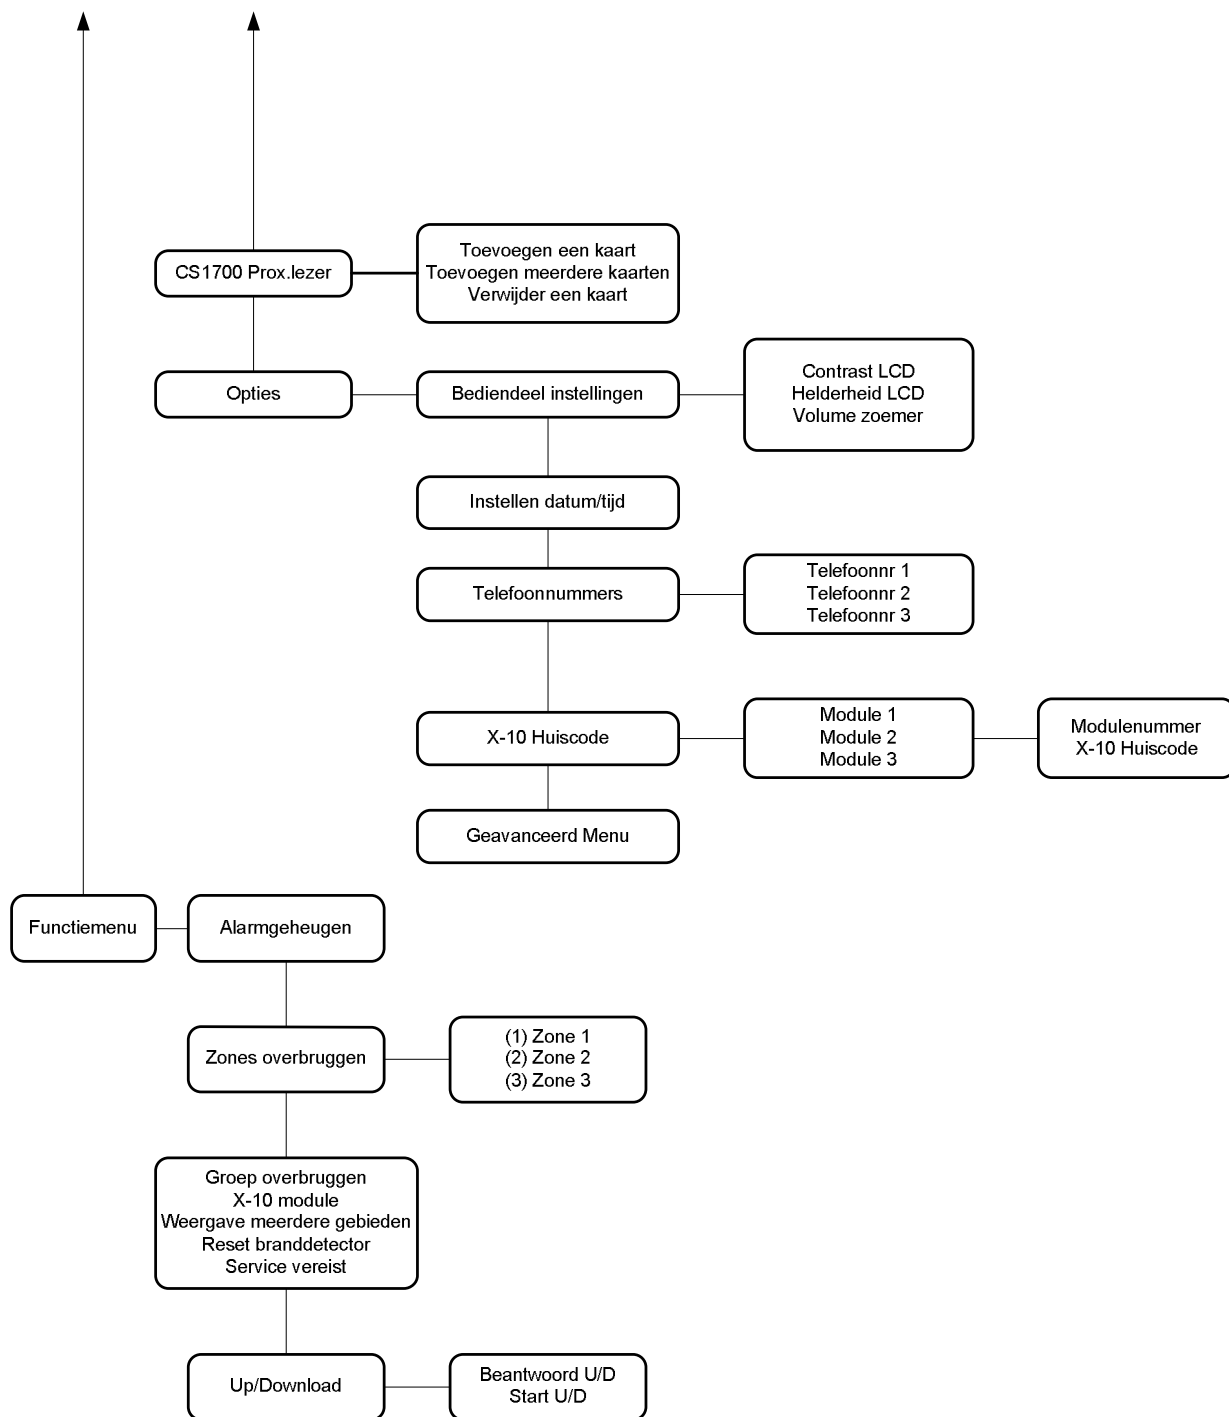 CS1700 Prox.lezer
Toevoegen een kaart
Toevoegen meerdere kaarten
Verwijder een kaart
Opties
Bediendeel instellingen
Contrast LCD
Helderheid LCD
Volume zoemer
Instellen datum/tijd
Telefoonnummers
Telefoonnr 1
Telefoonnr 2
Telefoonnr 3
X-10 Huiscode
Module 1
Module 2
Module 3
Modulenummer
X-10 Huiscode
Geavanceerd Menu
Functiemenu
Alarmgeheugen
Zones overbruggen
(1) Zone 1
(2) Zone 2
(3) Zone 3
Groep overbruggen
X-10 module
Weergave meerdere gebieden
Reset branddetector
Service vereist
Up/Download
Beantwoord U/D
Start U/D